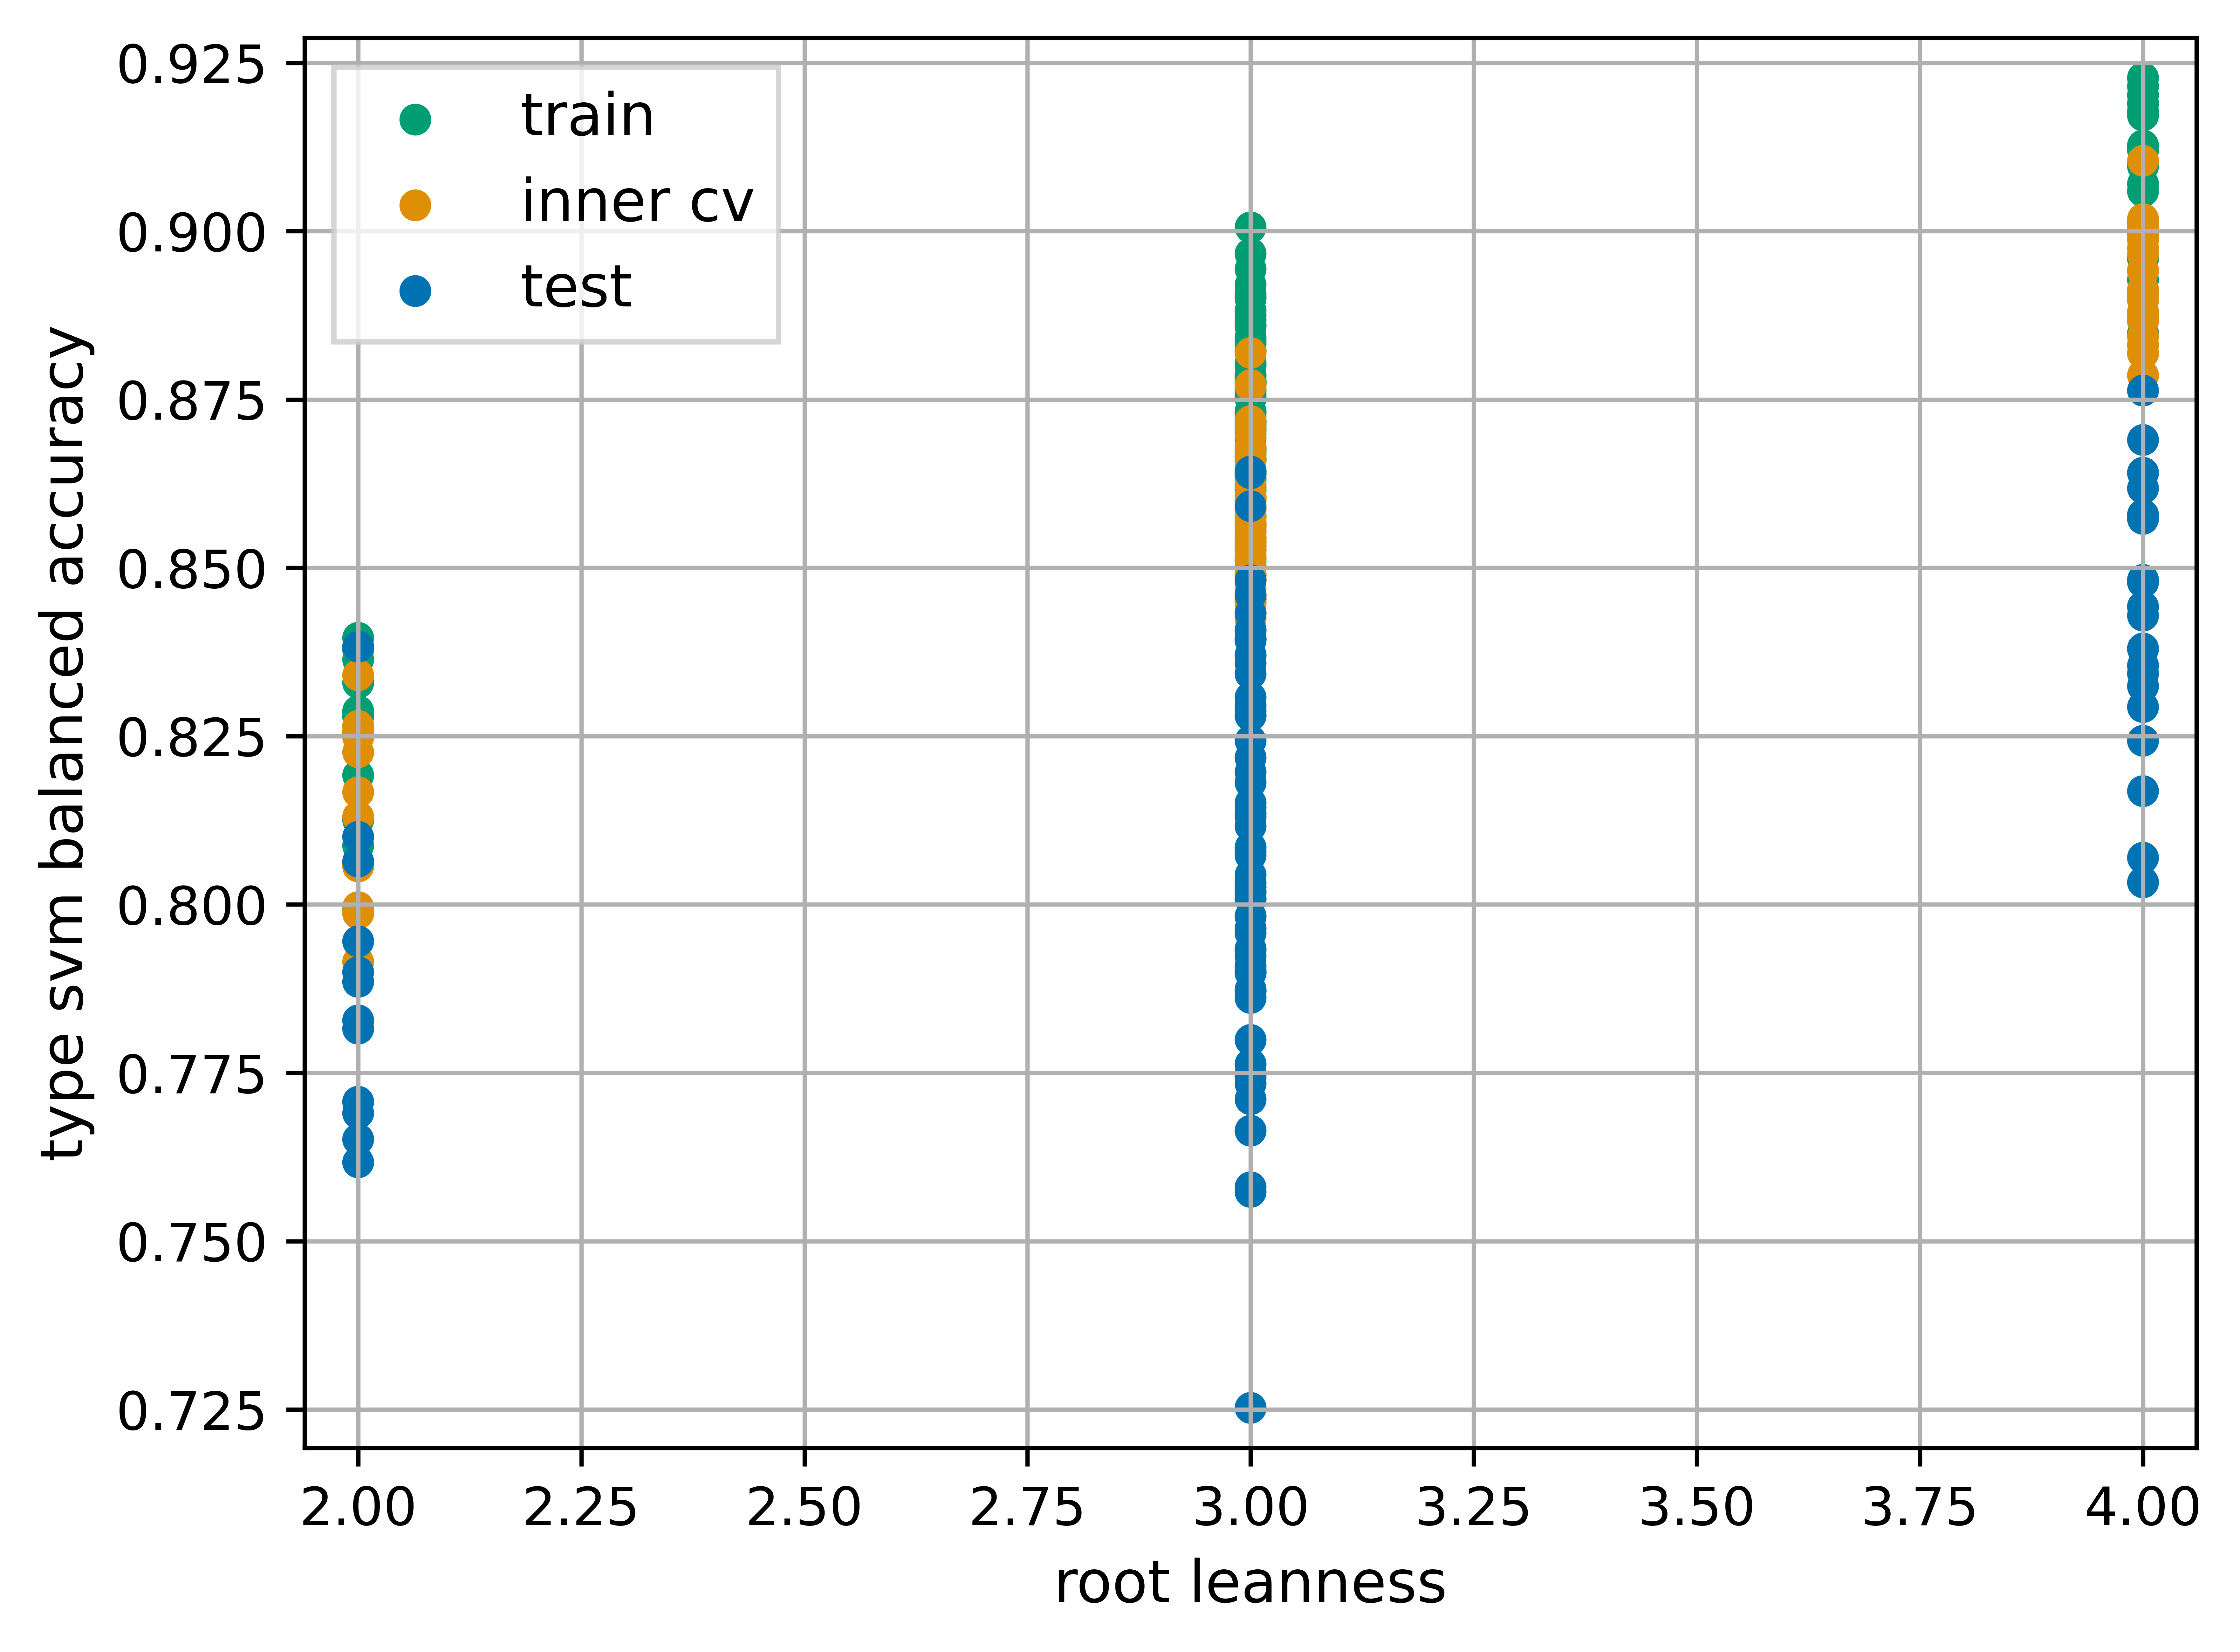 train
inner cv
test
type svm balanced accuracy
0.925
0.900
0.875
0.850
0.825
0.800
0.775
0.750
0.725
2.00 2.25 2.50 2.75 3.00 3.25 3.50 3.75 4.00
root leanness